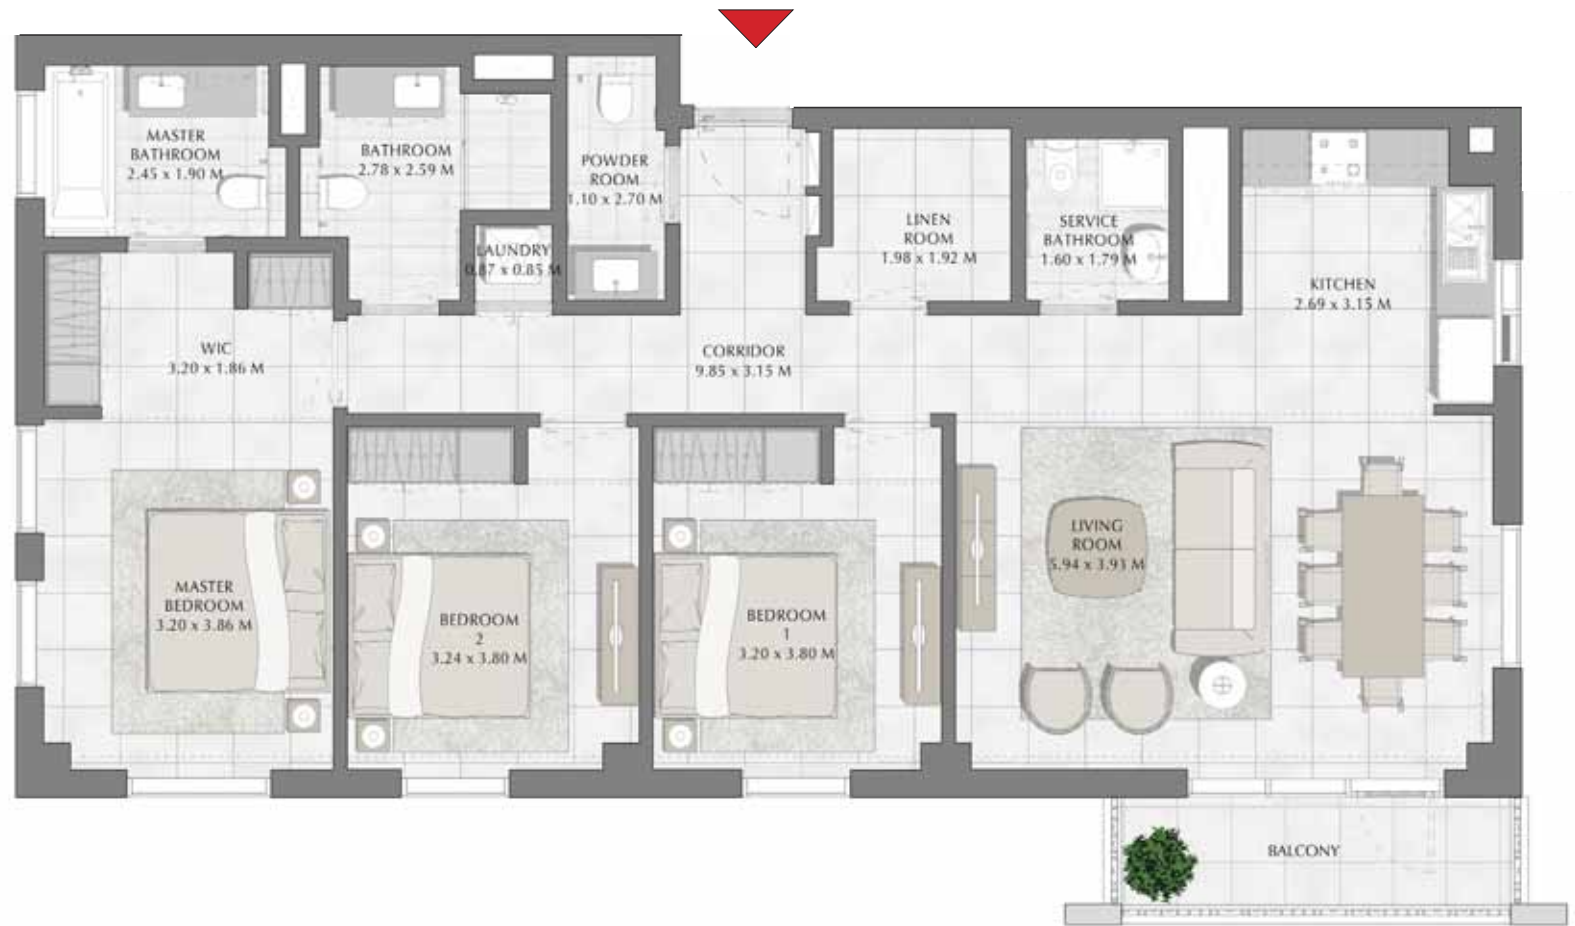 MASTER
BATHROOM
2.45 x 1.90 M
BATHROOM
2.78 x 2.59 M
POWDER
ROOM
1.10 x 2.70 M
LAUNDRY
0.87 x 0.85 M
LINEN
ROOM
1.98 x 1.92 M
SERVICE
BATHROOM
1.60 x 1.79 M
KITCHEN
2.69 x 3.15 M
WIC
3.20 x 1.86 M
CORRIDOR
9.85 x 3.15 M
MASTER
BEDROOM
3.20 x 3.86 M
BEDROOM
2
3.24 x 3.80 M
BEDROOM
1
3.20 x 3.80 M
LIVING
ROOM
5.94 x 3.93 M
BALCONY